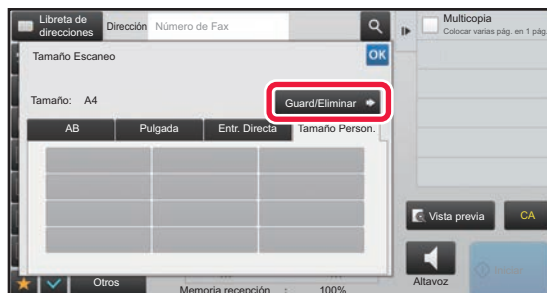 Libreta de direcciones
Dirección
Número de Fax
Multicopia
Colocar varias pág. en 1 pág.
Tamaño Escaneo
OK
Tamaño: A4
Guard/Eliminar
AB
Pulgada
Entr. Directa
Tamaño Person.
Vista previa
CA
Otros
Memoria recepción : 100%
Altavoz
Iniciar